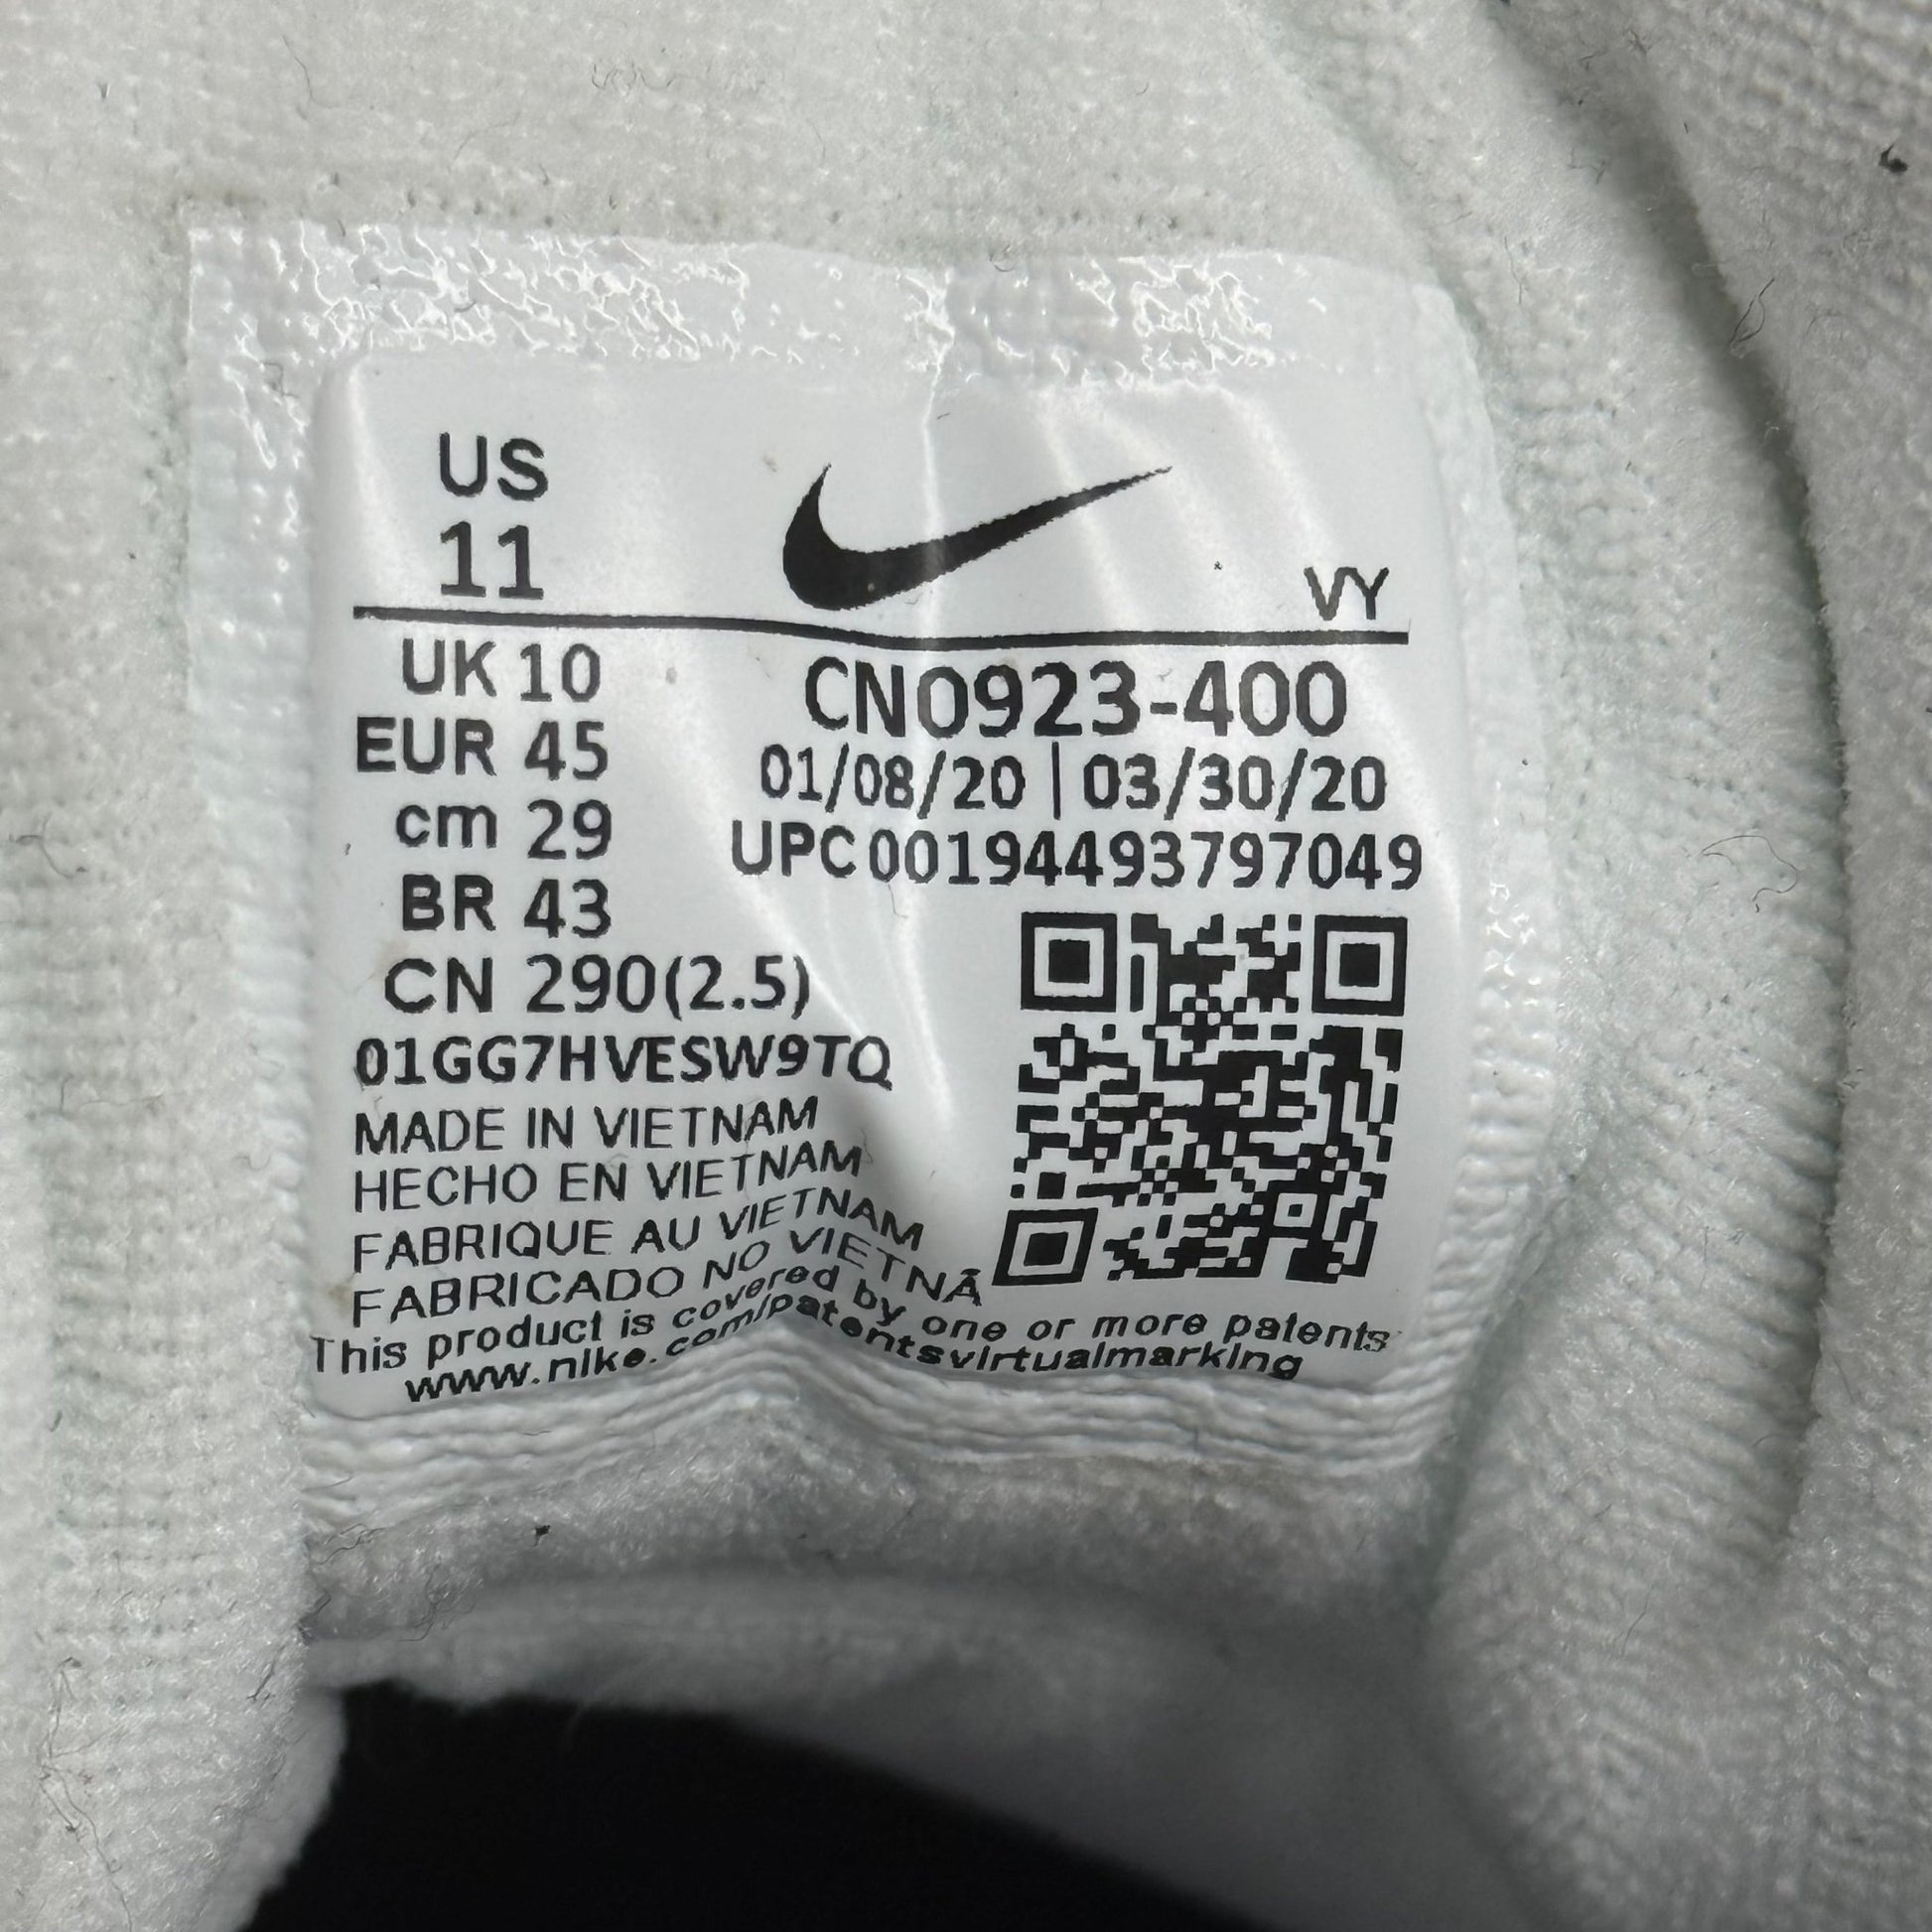 US
11
VY
UK 10
EUR 45
cm 29
BR 43
CN 290(2.5)
CN0923-400
01/08/20 | 03/30/20
UPC00194493797049
01GG7HVESW9TQ
MADE IN VIETNAM
HECHO EN VIETNAM
FABRIQUE AU VIETNAM
FABRICADO NO VIETNÃ
This product is covered by one or more patents
www.nike.com/patentsvirtualmarking